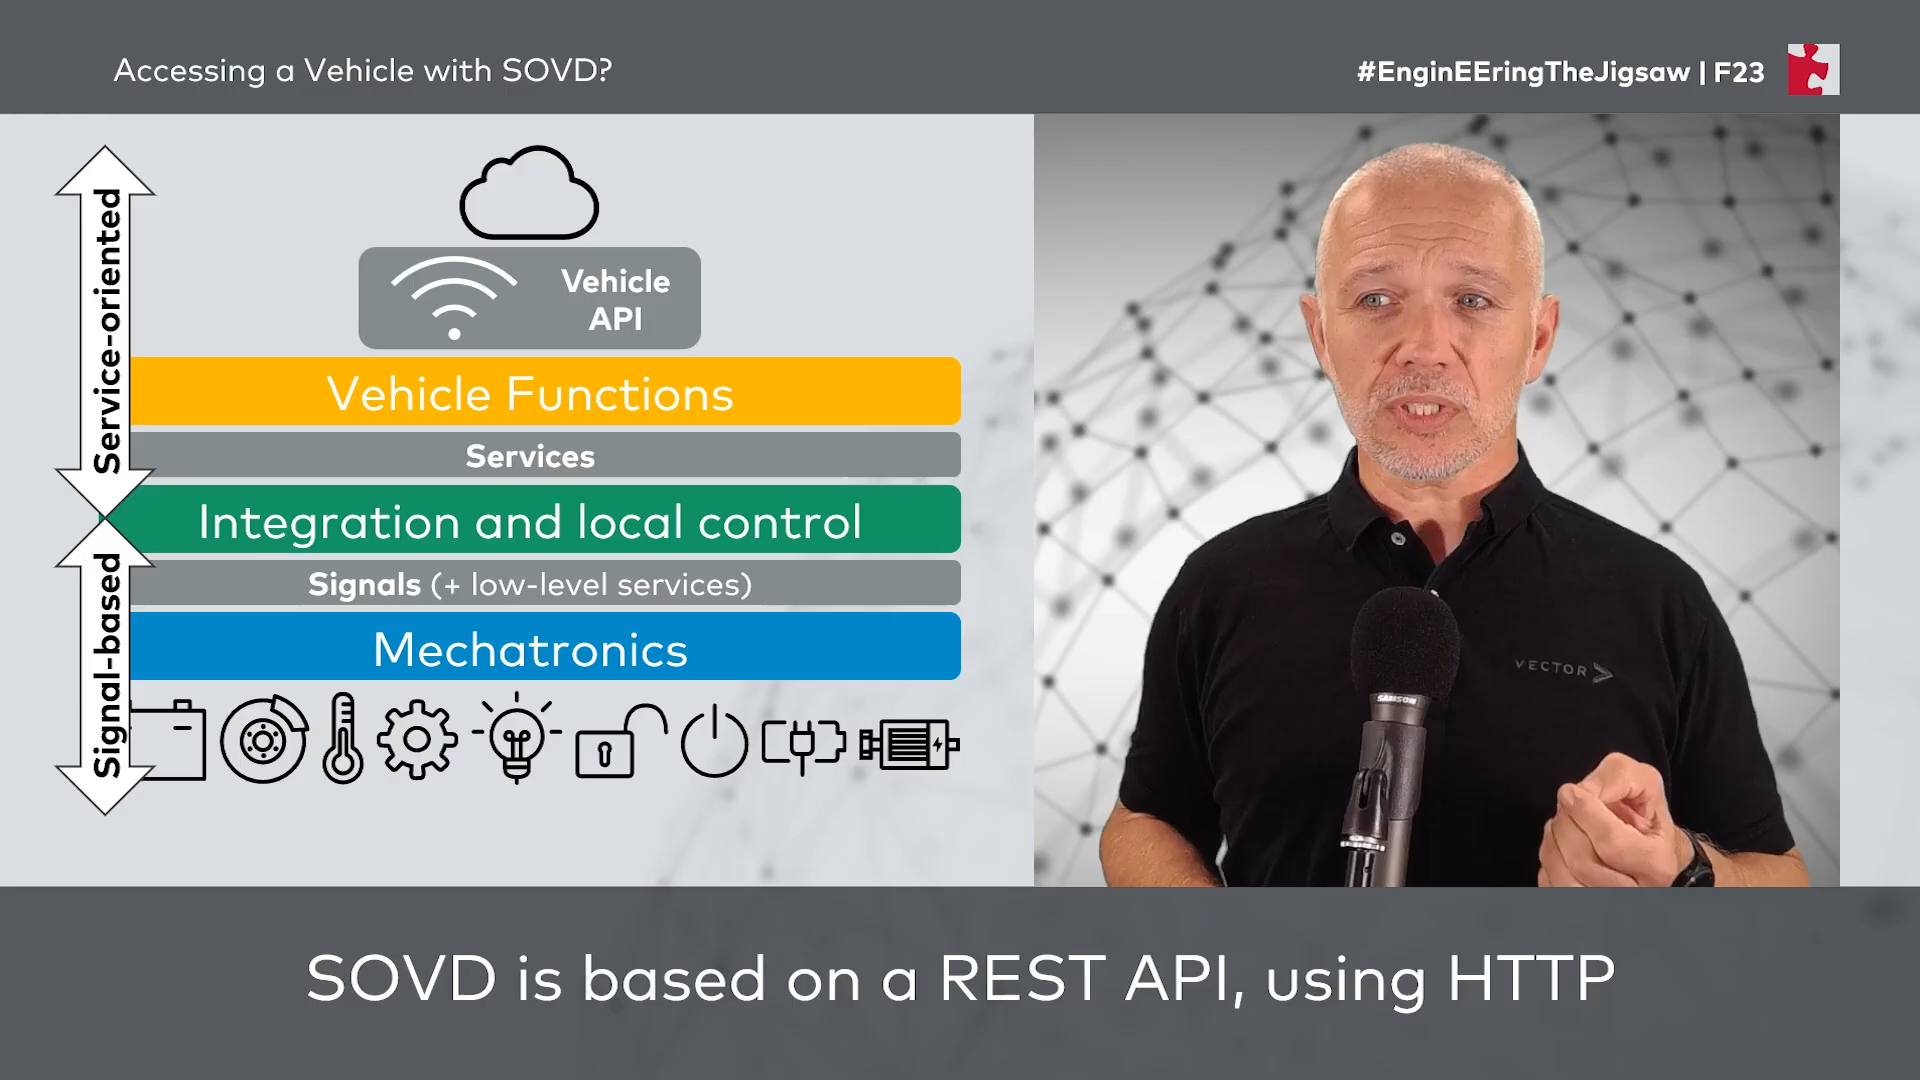 Accessing a Vehicle with SOVD?
#EnginEEringTheJigsaw | F23
Service-oriented
Signal-based
Vehicle
API
Vehicle Functions
Services
Integration and local control
Signals (+ low-level services)
Mechatronics
VECTOR
SAMSON
SOVD is based on a REST API, using HTTP